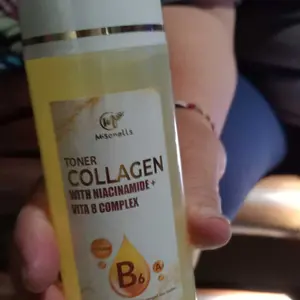 TONER
COLLAGEN
WITH NIACINAMIDE +
VITA B COMPLEX
B6